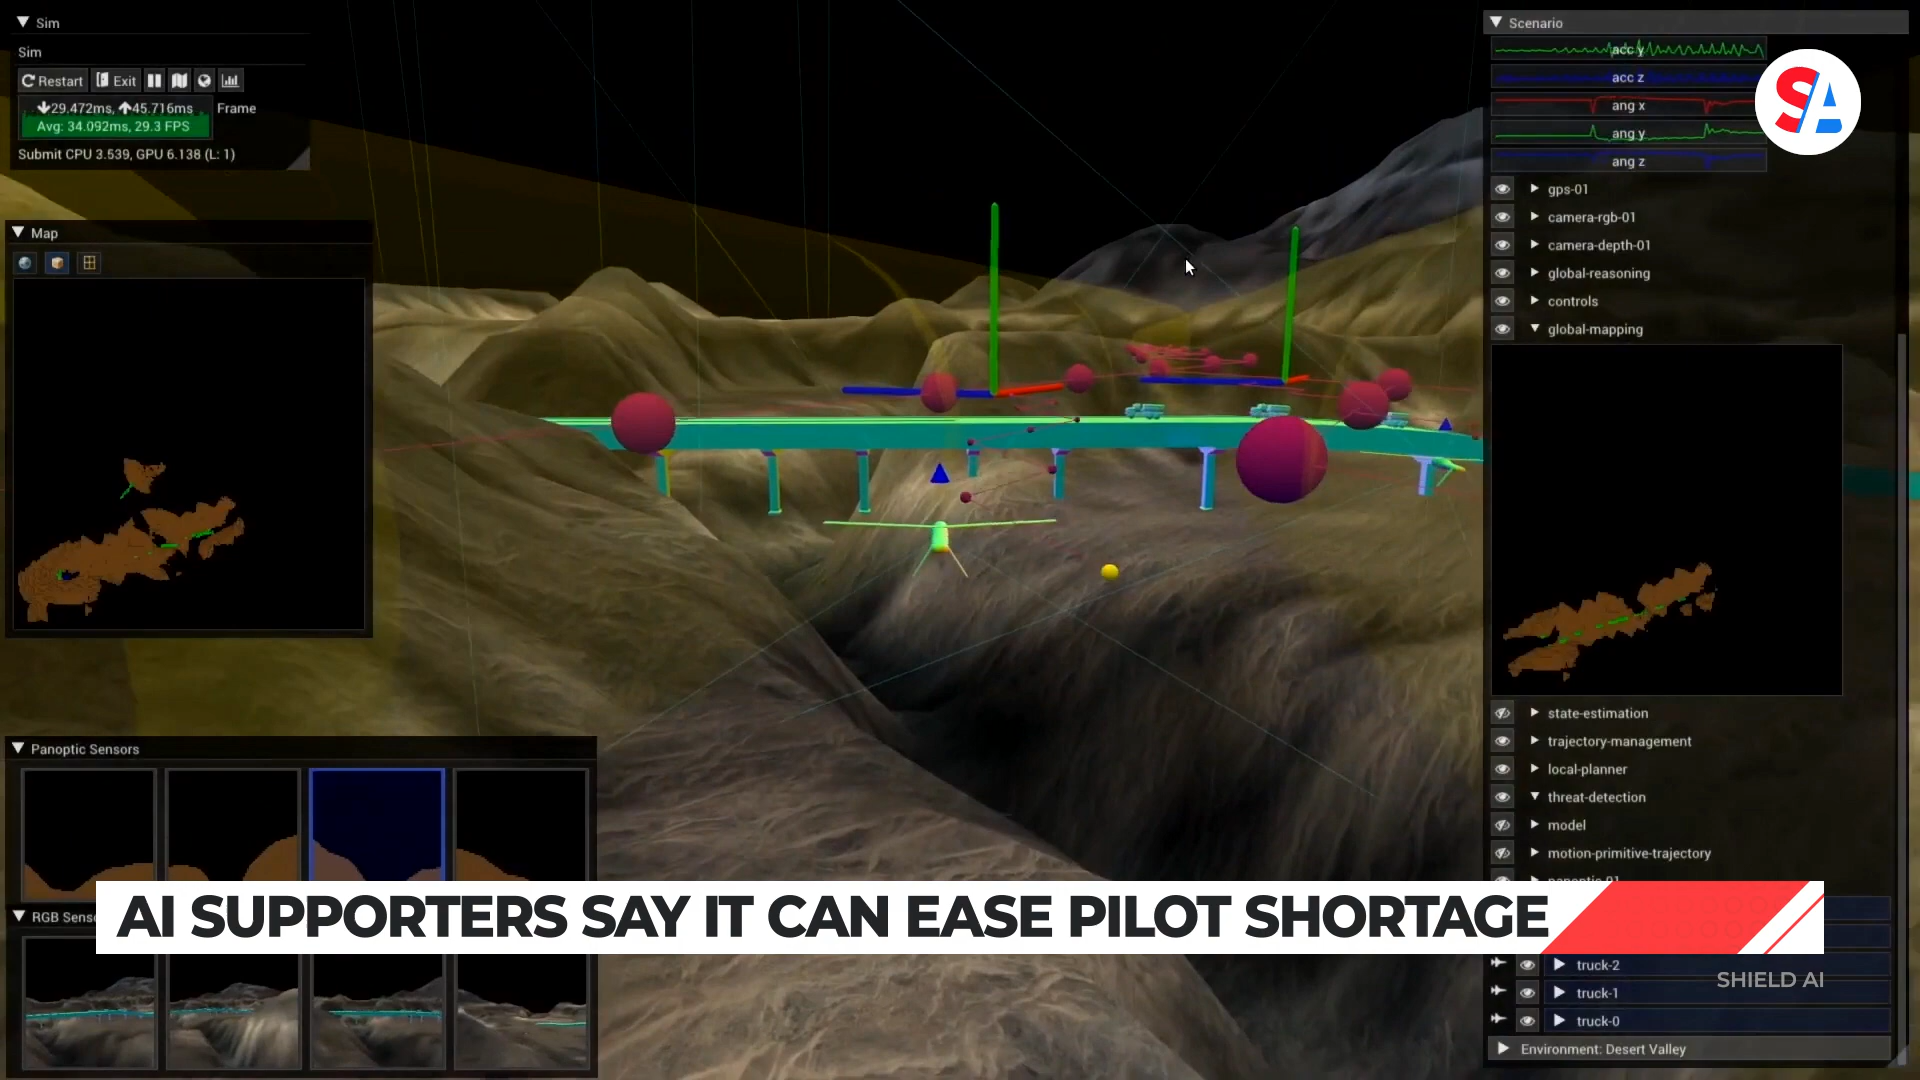 Sim
Sim
Restart
Exit
29.472ms, 45.716ms
Frame
Avg: 34.092ms, 29.3 FPS
Submit CPU 3.539, GPU 6.138 (L: 1)
Map
Panoptic Sensors
RGB
Scenario
acc y
acc z
ang x
ang y
ang z
SA
gps-01
camera-rgb-01
camera-depth-01
global-reasoning
controls
global-mapping
state-estimation
trajectory-management
local-planner
threat-detection
model
motion-primitive-trajectory
AI SUPPORTERS SAY IT CAN EASE PILOT SHORTAGE
truck-2
SHIELD AI
truck-1
truck-0
Environment: Desert Valley